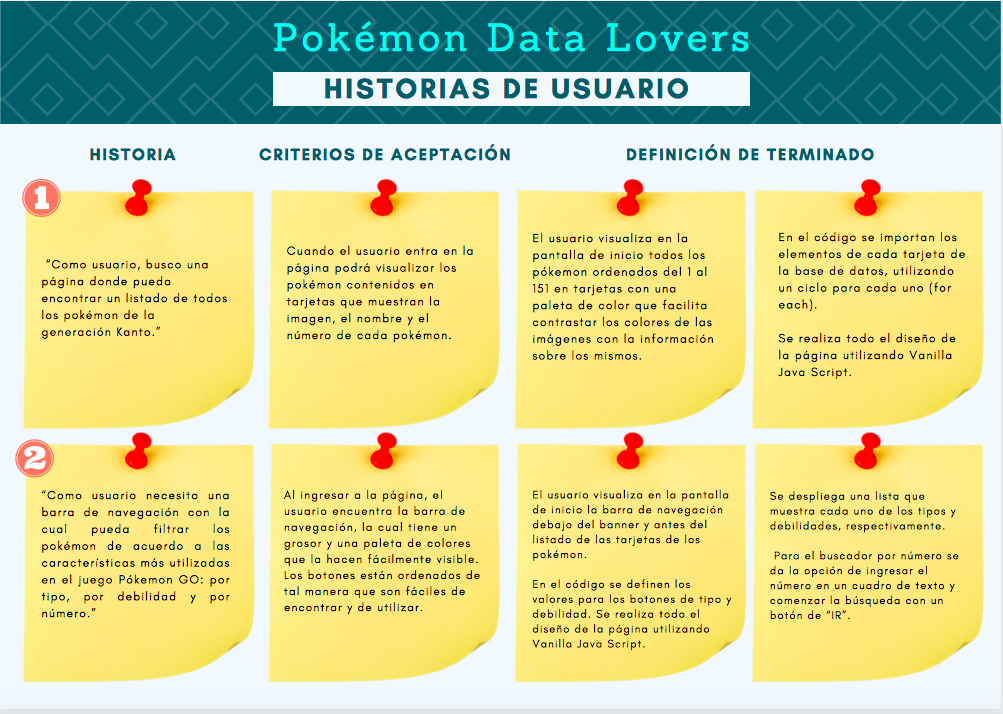 Pokémon Data Lovers
HISTORIAS DE USUARIO
HISTORIA
CRITERIOS DE ACEPTACIÓN
DEFINICIÓN DE TERMINADO
1
"Como usuario, busco una
página donde pueda
encontrar un listado de todos
los pokémon de la
generación Kanto."
Cuando el usuario entra en la
página podrá visualizar los
pokémon contenidos en
tarjetas que muestran la
imagen, el nombre y el
número de cada pokémon.
El usuario visualiza en la
pantalla de inicio todos los
pókemon ordenados del 1 al
151 en tarjetas con una
paleta de color que facilita
contrastar los colores de las
imágenes con la información
sobre los mismos.
En el código se importan los
elementos de cada tarjeta de
la base de datos, utilizando
un ciclo para cada uno (for
each).
Se realiza todo el diseño de
la página utilizando Vanilla
Java Script.
2
"Como usuario necesito una
barra de navegación con la
cual pueda filtrar los
pokémon de acuerdo a las
características más utilizadas
en el juego Pókemon GO: por
tipo, por debilidad y por
número."
Al ingresar a la página, el
usuario encuentra la barra de
navegación, la cual tiene un
grosor y una paleta de colores
que la hacen fácilmente visible.
Los botones están ordenados de
tal manera que son fáciles de
encontrar y de utilizar.
El usuario visualiza en la pantalla
de inicio la barra de navegación
debajo del banner y antes del
listado de las tarjetas de los
pokémon.
En el código se definen los
valores para los botones de tipo y
debilidad. Se realiza todo el
diseño de la página utilizando
Vanilla Java Script.
Se despliega una lista que
muestra cada uno de los tipos y
debilidades, respectivamente.
Para el buscador por número se
da la opción de ingresar el
número en un cuadro de texto y
comenzar la búsqueda con un
botón de "IR".